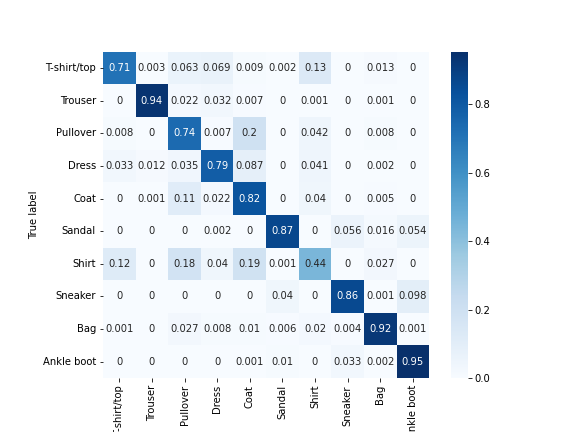 T-shirt/top 0.71 0.003 0.063 0.069 0.009 0.002 0.13 0 0.013 0
Trouser 0 0.94 0.022 0.032 0.007 0 0.001 0 0.001 0
0.8
Pullover 0.008 0 0.74 0.007 0.2 0 0.042 0 0.008 0
Dress 0.033 0.012 0.035 0.79 0.087 0 0.041 0 0.002 0
0.6
Coat 0 0.001 0.11 0.022 0.82 0 0.04 0 0.005 0
True label
Sandal 0 0 0 0.002 0 0.87 0 0.056 0.016 0.054
0.4
Shirt 0.12 0 0.18 0.04 0.19 0.001 0.44 0 0.027 0
Sneaker 0 0 0 0 0 0.04 0 0.86 0.001 0.098
0.2
Bag 0.001 0 0.027 0.008 0.01 0.006 0.02 0.004 0.92 0.001
Ankle boot 0 0 0 0 0.001 0.01 0 0.033 0.002 0.95
0.0
-shirt/top
Trouser
Pullover
Dress
Coat
Sandal
Shirt
Sneaker
Bag
nkle boot